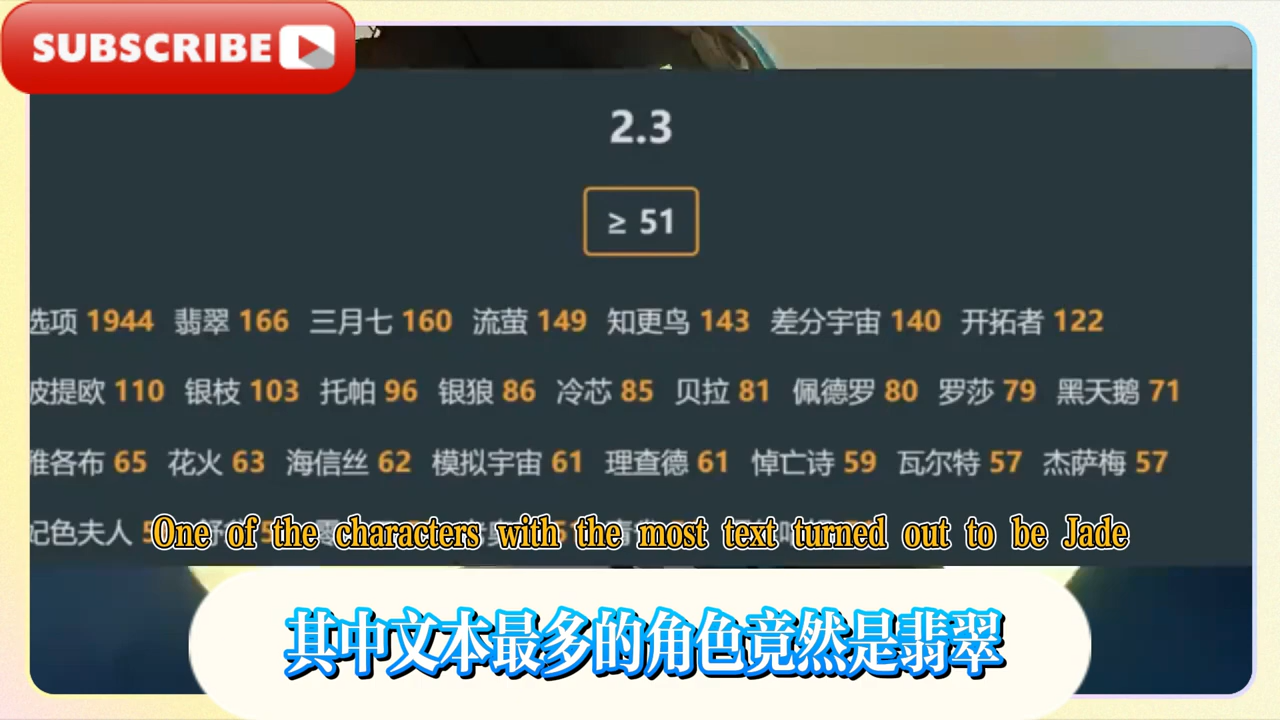 SUBSCRIBE
2.3
≥ 51
选项 1944 翡翠 166 三月七 160 流萤 149 知更鸟 143 差分宇宙 140 开拓者 122
波提欧 110 银枝 103 托帕 96 银狼 86 冷芯 85 贝拉 81 佩德罗 80 罗莎 79 黑天鹅 71
雅各布 65 花火 63 海信丝 62 模拟宇宙 61 理查德 61 悼亡诗 59 瓦尔特 57 杰萨梅 57
色夫人
One of the characters with the most text turned out to be Jade
其中文本最多的角色竟然是翡翠